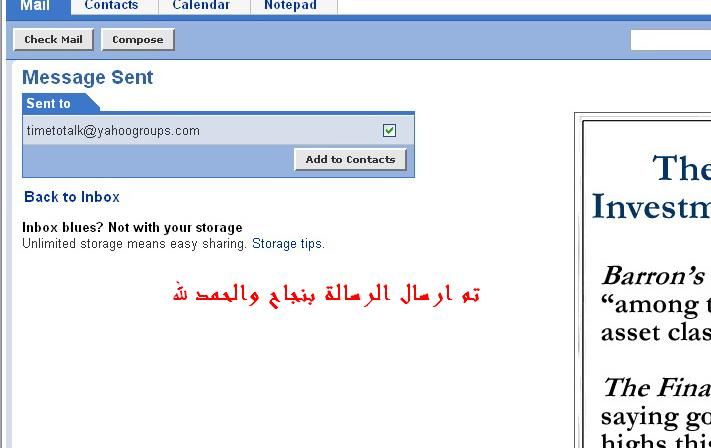 Mail Contacts Calendar Notepad
Check Mail Compose
Message Sent
Sent to
timetotalk@yahoogroups.com
Add to Contacts
Back to Inbox
Inbox blues? Not with your storage
Unlimited storage means easy sharing. Storage tips.
تم ارسال الرسالة بنجاح والحمد لله
The
Investm
Barron's
“among t
asset clas
The Fina
saying go
highs this